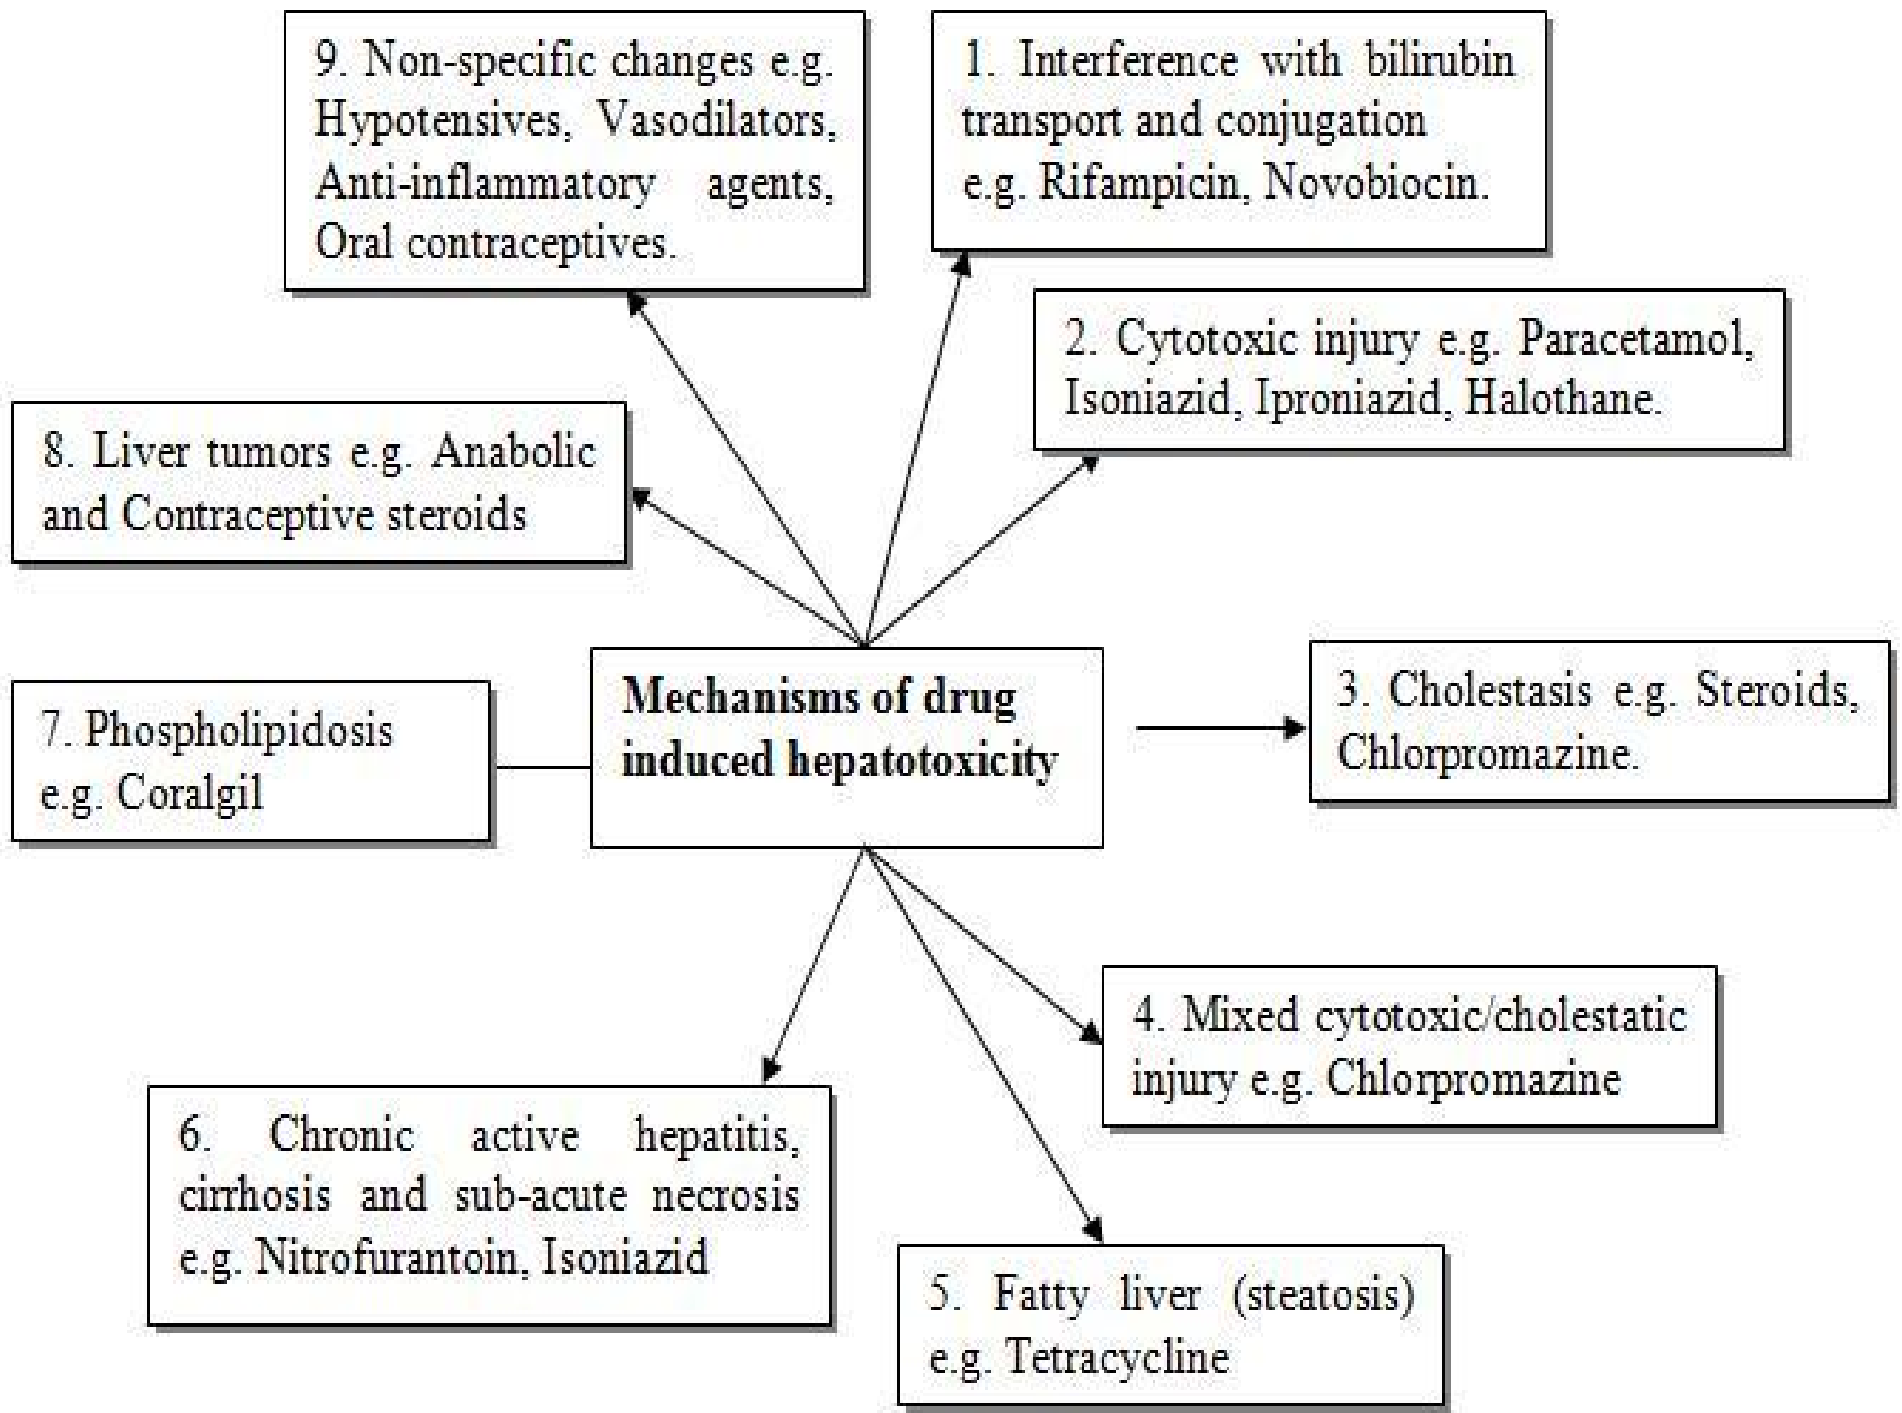 9. Non-specific changes e.g.
Hypotensives, Vasodilators,
Anti-inflammatory agents,
Oral contraceptives.
1. Interference with bilirubin
transport and conjugation
e.g. Rifampicin, Novobiocin.
2. Cytotoxic injury e.g. Paracetamol,
Isoniazid, Iproniazid, Halothane.
8. Liver tumors e.g. Anabolic
and Contraceptive steroids
Mechanisms of drug
induced hepatotoxicity
3. Cholestasis e.g. Steroids,
Chlorpromazine.
7. Phospholipidosis
e.g. Coralgil
4. Mixed cytotoxic/cholestatic
injury e.g. Chlorpromazine
6. Chronic active hepatitis,
cirrhosis and sub-acute necrosis
e.g. Nitrofurantoin, Isoniazid
5. Fatty liver (steatosis)
e.g. Tetracycline